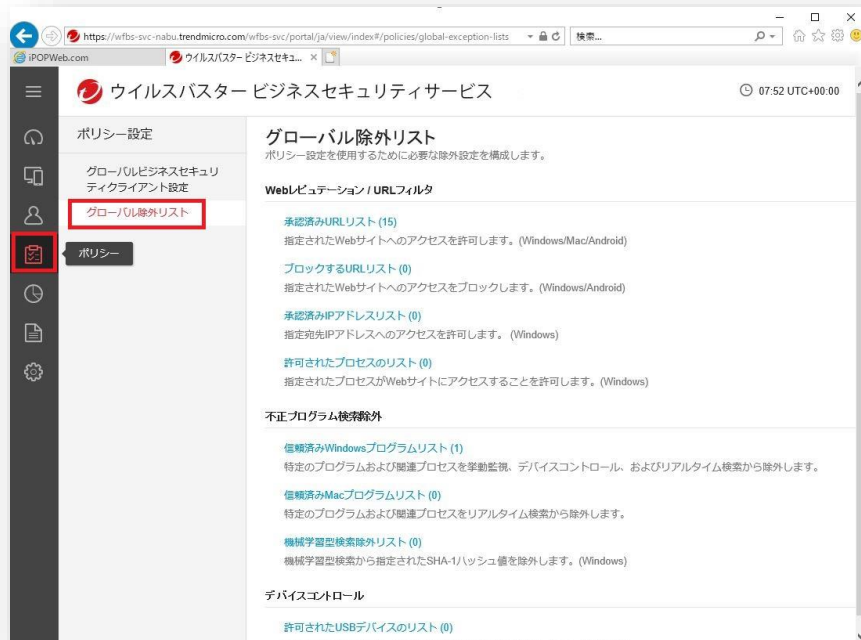 https://wfbs-svc-nabu.trendmicro.com/wfbs-svc/portal/ja/view/index#/policies/global-exception-lists
検索...
iPOPWeb.com
ウイルスバスター ビジネスセキュ...
ウイルスバスター ビジネスセキュリティサービス
07:52 UTC+00:00
ポリシー設定
グローバルビジネスセキュリ
ティクライアント設定
グローバル除外リスト
ポリシー
グローバル除外リスト
ポリシー設定を使用するために必要な除外設定を構成します。
Webレピュテーション / URLフィルタ
承認済みURLリスト (15)
指定されたWebサイトへのアクセスを許可します。(Windows/Mac/Android)
ブロックするURLリスト (0)
指定されたWebサイトへのアクセスをブロックします。(Windows/Android)
承認済みIPアドレスリスト (0)
指定宛先IPアドレスへのアクセスを許可します。 (Windows)
許可されたプロセスのリスト (0)
指定されたプロセスがWebサイトにアクセスすることを許可します。(Windows)
不正プログラム検索除外
信頼済みWindowsプログラムリスト (1)
特定のプログラムおよび関連プロセスを挙動監視、デバイスコントロール、およびリアルタイム検索から除外します。
信頼済みMacプログラムリスト (0)
特定のプログラムおよび関連プロセスをリアルタイム検索から除外します。
機械学習型検索除外リスト (0)
機械学習型検索から指定されたSHA-1ハッシュ値を除外します。(Windows)
デバイスコントロール
許可されたUSBデバイスのリスト (0)